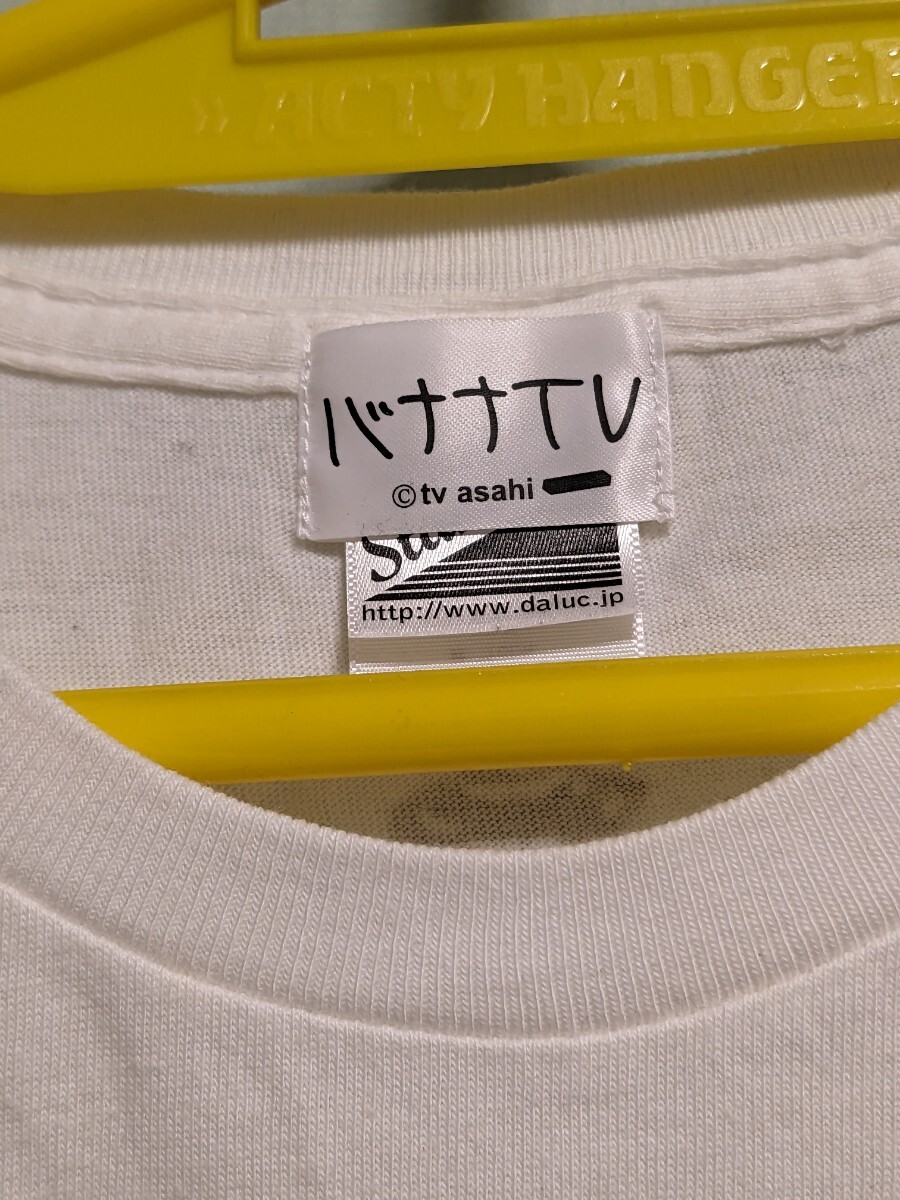 » ACTY HANGER
バナナTV
©tv asahi
http://www.daluc.jp